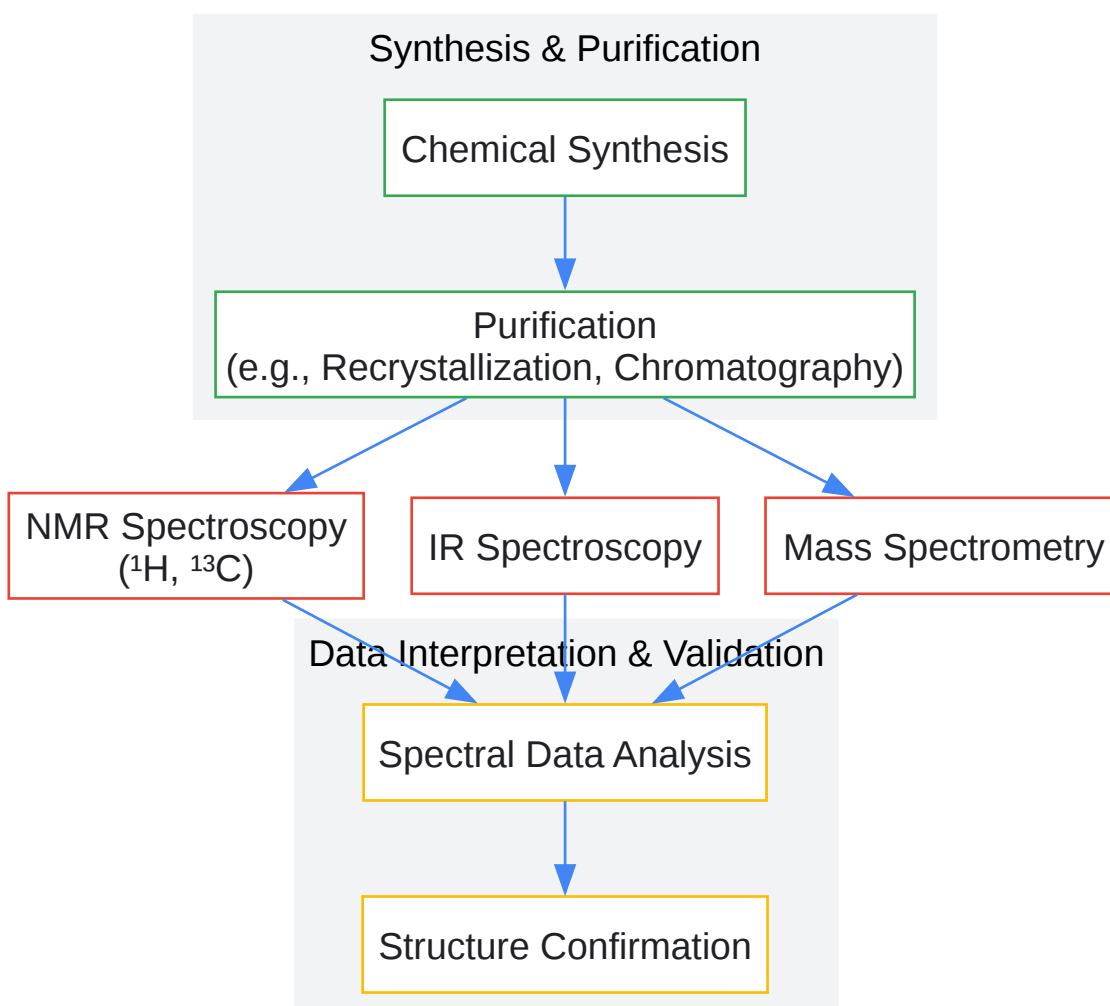 Synthesis & Purification
Chemical Synthesis
Purification
(e.g., Recrystallization, Chromatography)
NMR Spectroscopy
(¹H, ¹³C)
IR Spectroscopy
Mass Spectrometry
Data Interpretation & Validation
Spectral Data Analysis
Structure Confirmation